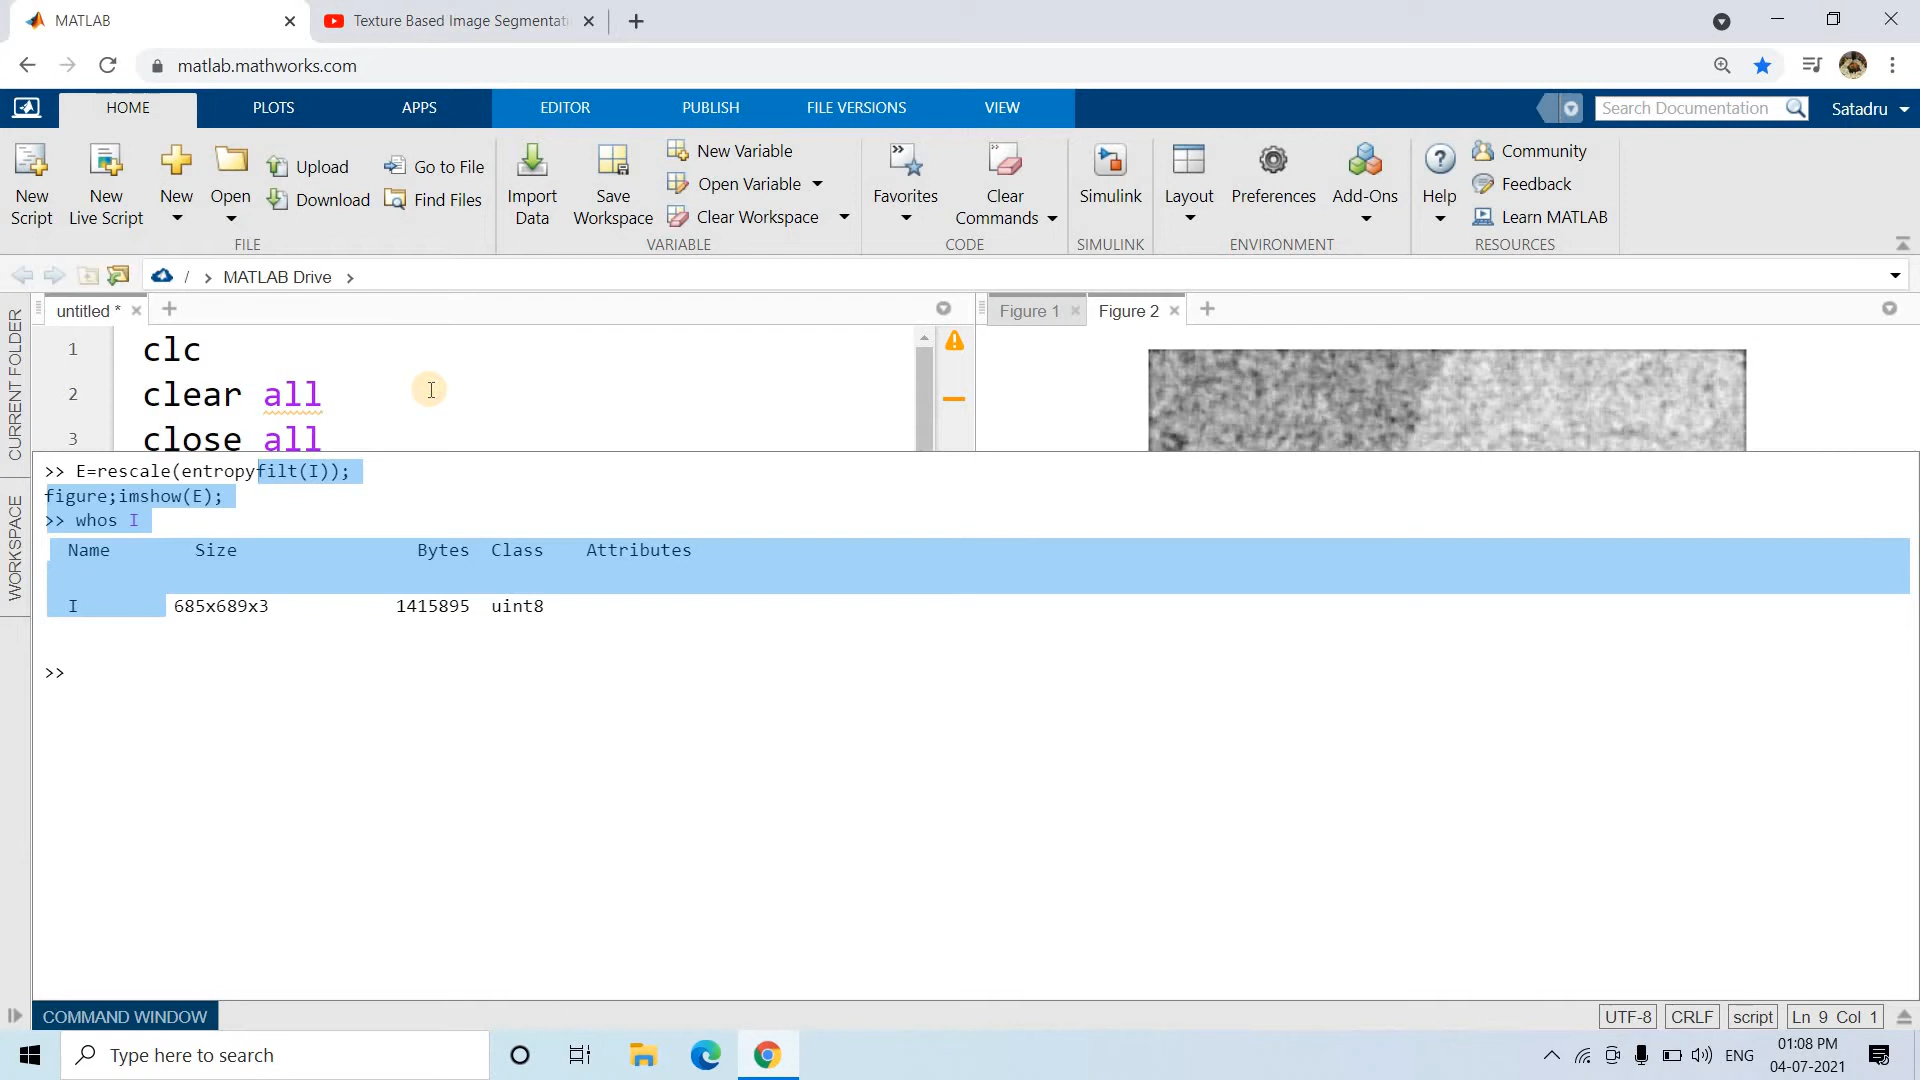 MATLAB
Texture Based Image Segmentati
matlab.mathworks.com
HOME
PLOTS
APPS
EDITOR
PUBLISH
FILE VERSIONS
VIEW
Search Documentation
Satadru
New Script
New Live Script
New
Open
Upload
Download
Go to File
Find Files
FILE
Import Data
Save Workspace
New Variable
Open Variable
Clear Workspace
VARIABLE
Favorites
Clear Commands
CODE
Simulink
SIMULINK
Layout
Preferences
Add-Ons
ENVIRONMENT
Help
Community
Feedback
Learn MATLAB
RESOURCES
/ > MATLAB Drive >
CURRENT FOLDER
WORKSPACE
untitled *
Figure 1
Figure 2
1 clc
2 clear all
3 close all
>> E=rescale(entropyfilt(I));
figure;imshow(E);
>> whos I
Name Size Bytes Class Attributes
I 685x689x3 1415895 uint8
>>
COMMAND WINDOW
UTF-8
CRLF
script
Ln 9 Col 1
Type here to search
ENG
01:08 PM
04-07-2021